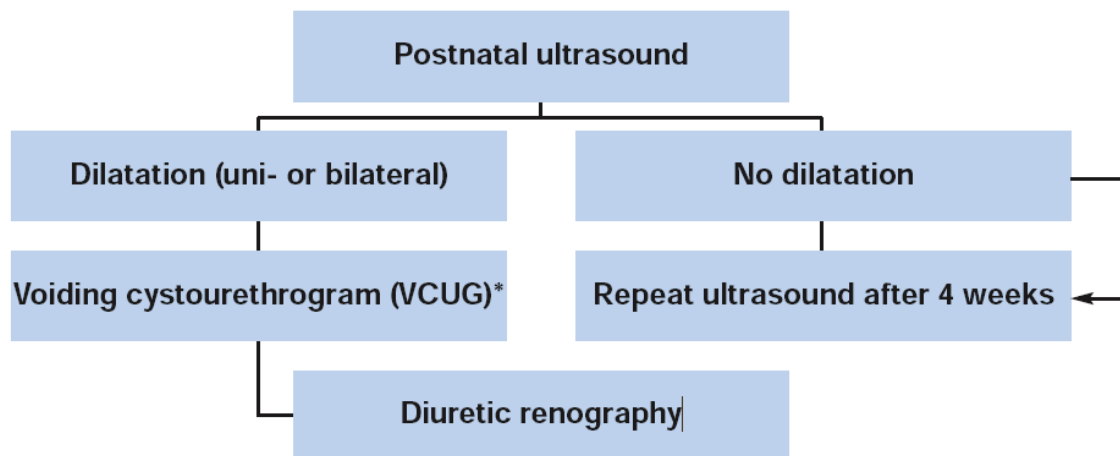 Postnatal ultrasound
Dilatation (uni- or bilateral)
No dilatation
Voiding cystourethrogram (VCUG)*
Repeat ultrasound after 4 weeks
Diuretic renography